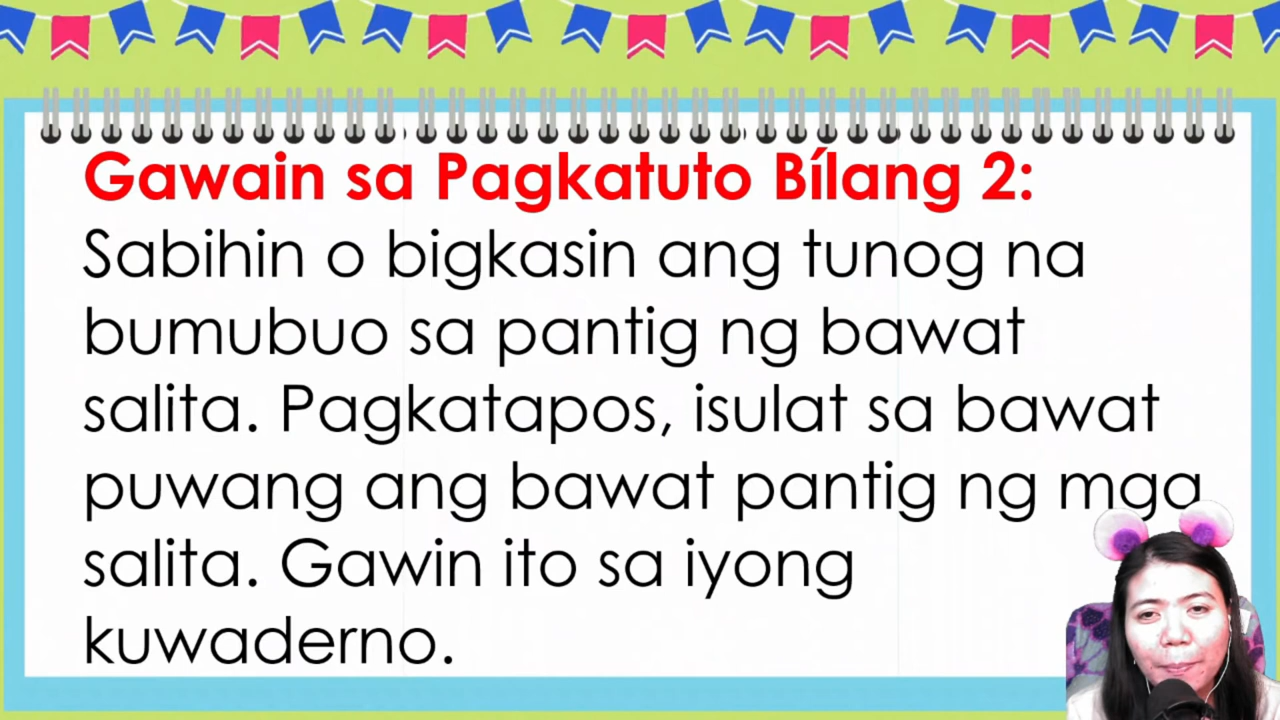 Gawain sa Pagkatuto Bílang 2:
Sabihin o bigkasin ang tunog na
bumubuo sa pantig ng bawat
salita. Pagkatapos, isulat sa bawat
puwang ang bawat pantig ng mga
salita. Gawin ito sa iyong
kuwaderno.